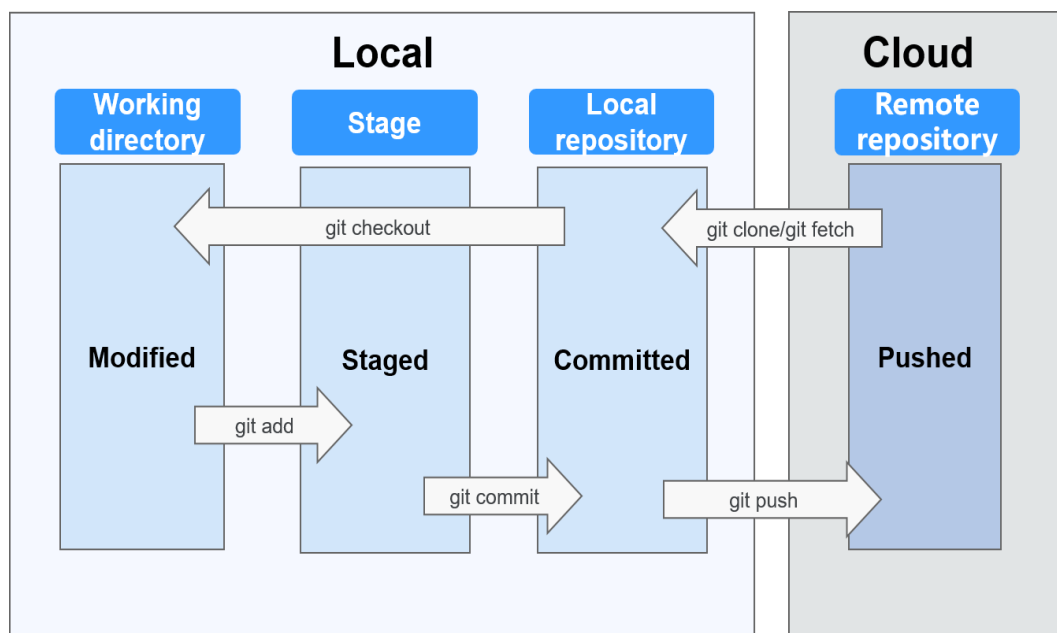 Local
Cloud
Working
directory
Stage
Local
repository
Remote
repository
git checkout
git clone/git fetch
Modified
Staged
Committed
Pushed
git add
git commit
git push